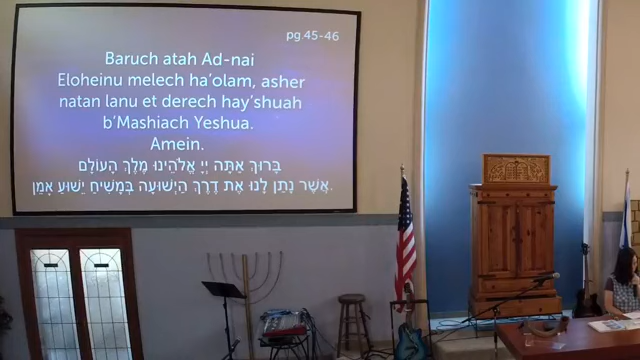 pg.45-46
Baruch atah Ad-nai
Eloheinu melech ha'olam, asher
natan lanu et derech hay'shuah
b'Mashiach Yeshua.
Amein.
בָּרוּךְ אַתָּה יְיָ אֱלֹהֵינוּ מֶלֶךְ הָעוֹלָם
אֲשֶׁר נָתַן לָנוּ אֶת דֶּרֶךְ הַיְשׁוּעָה בְּמָשִׁיחַ יֵשׁוּעַ אָמֵן.